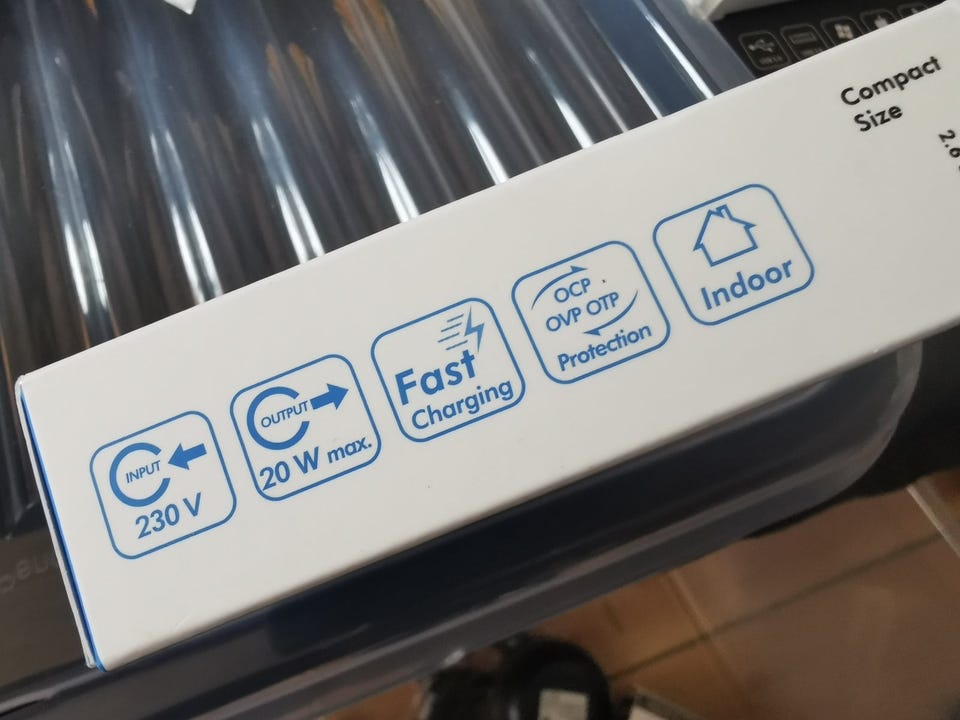 INPUT
230 V
OUTPUT
20 W max.
Fast
Charging
OCP
OVP OTP
Protection
Indoor
Compact
Size